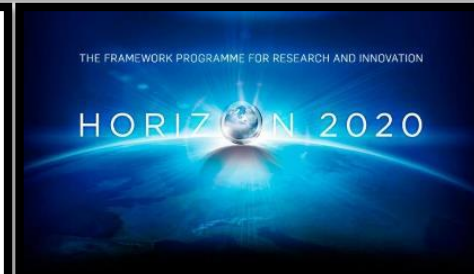 THE FRAMEWORK PROGRAMME FOR RESEARCH AND INNOVATION
HORIZON 2020